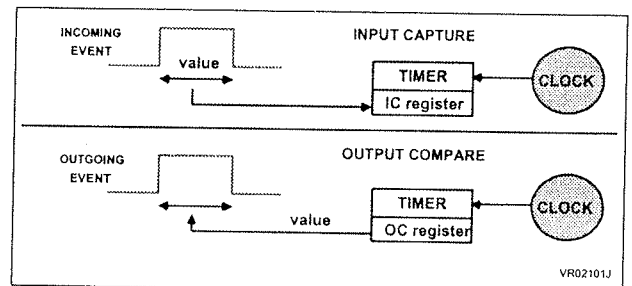 INCOMING
EVENT
value
INPUT CAPTURE
TIMER
IC register
CLOCK
OUTGOING
EVENT
value
OUTPUT COMPARE
TIMER
OC register
CLOCK
VR02101J